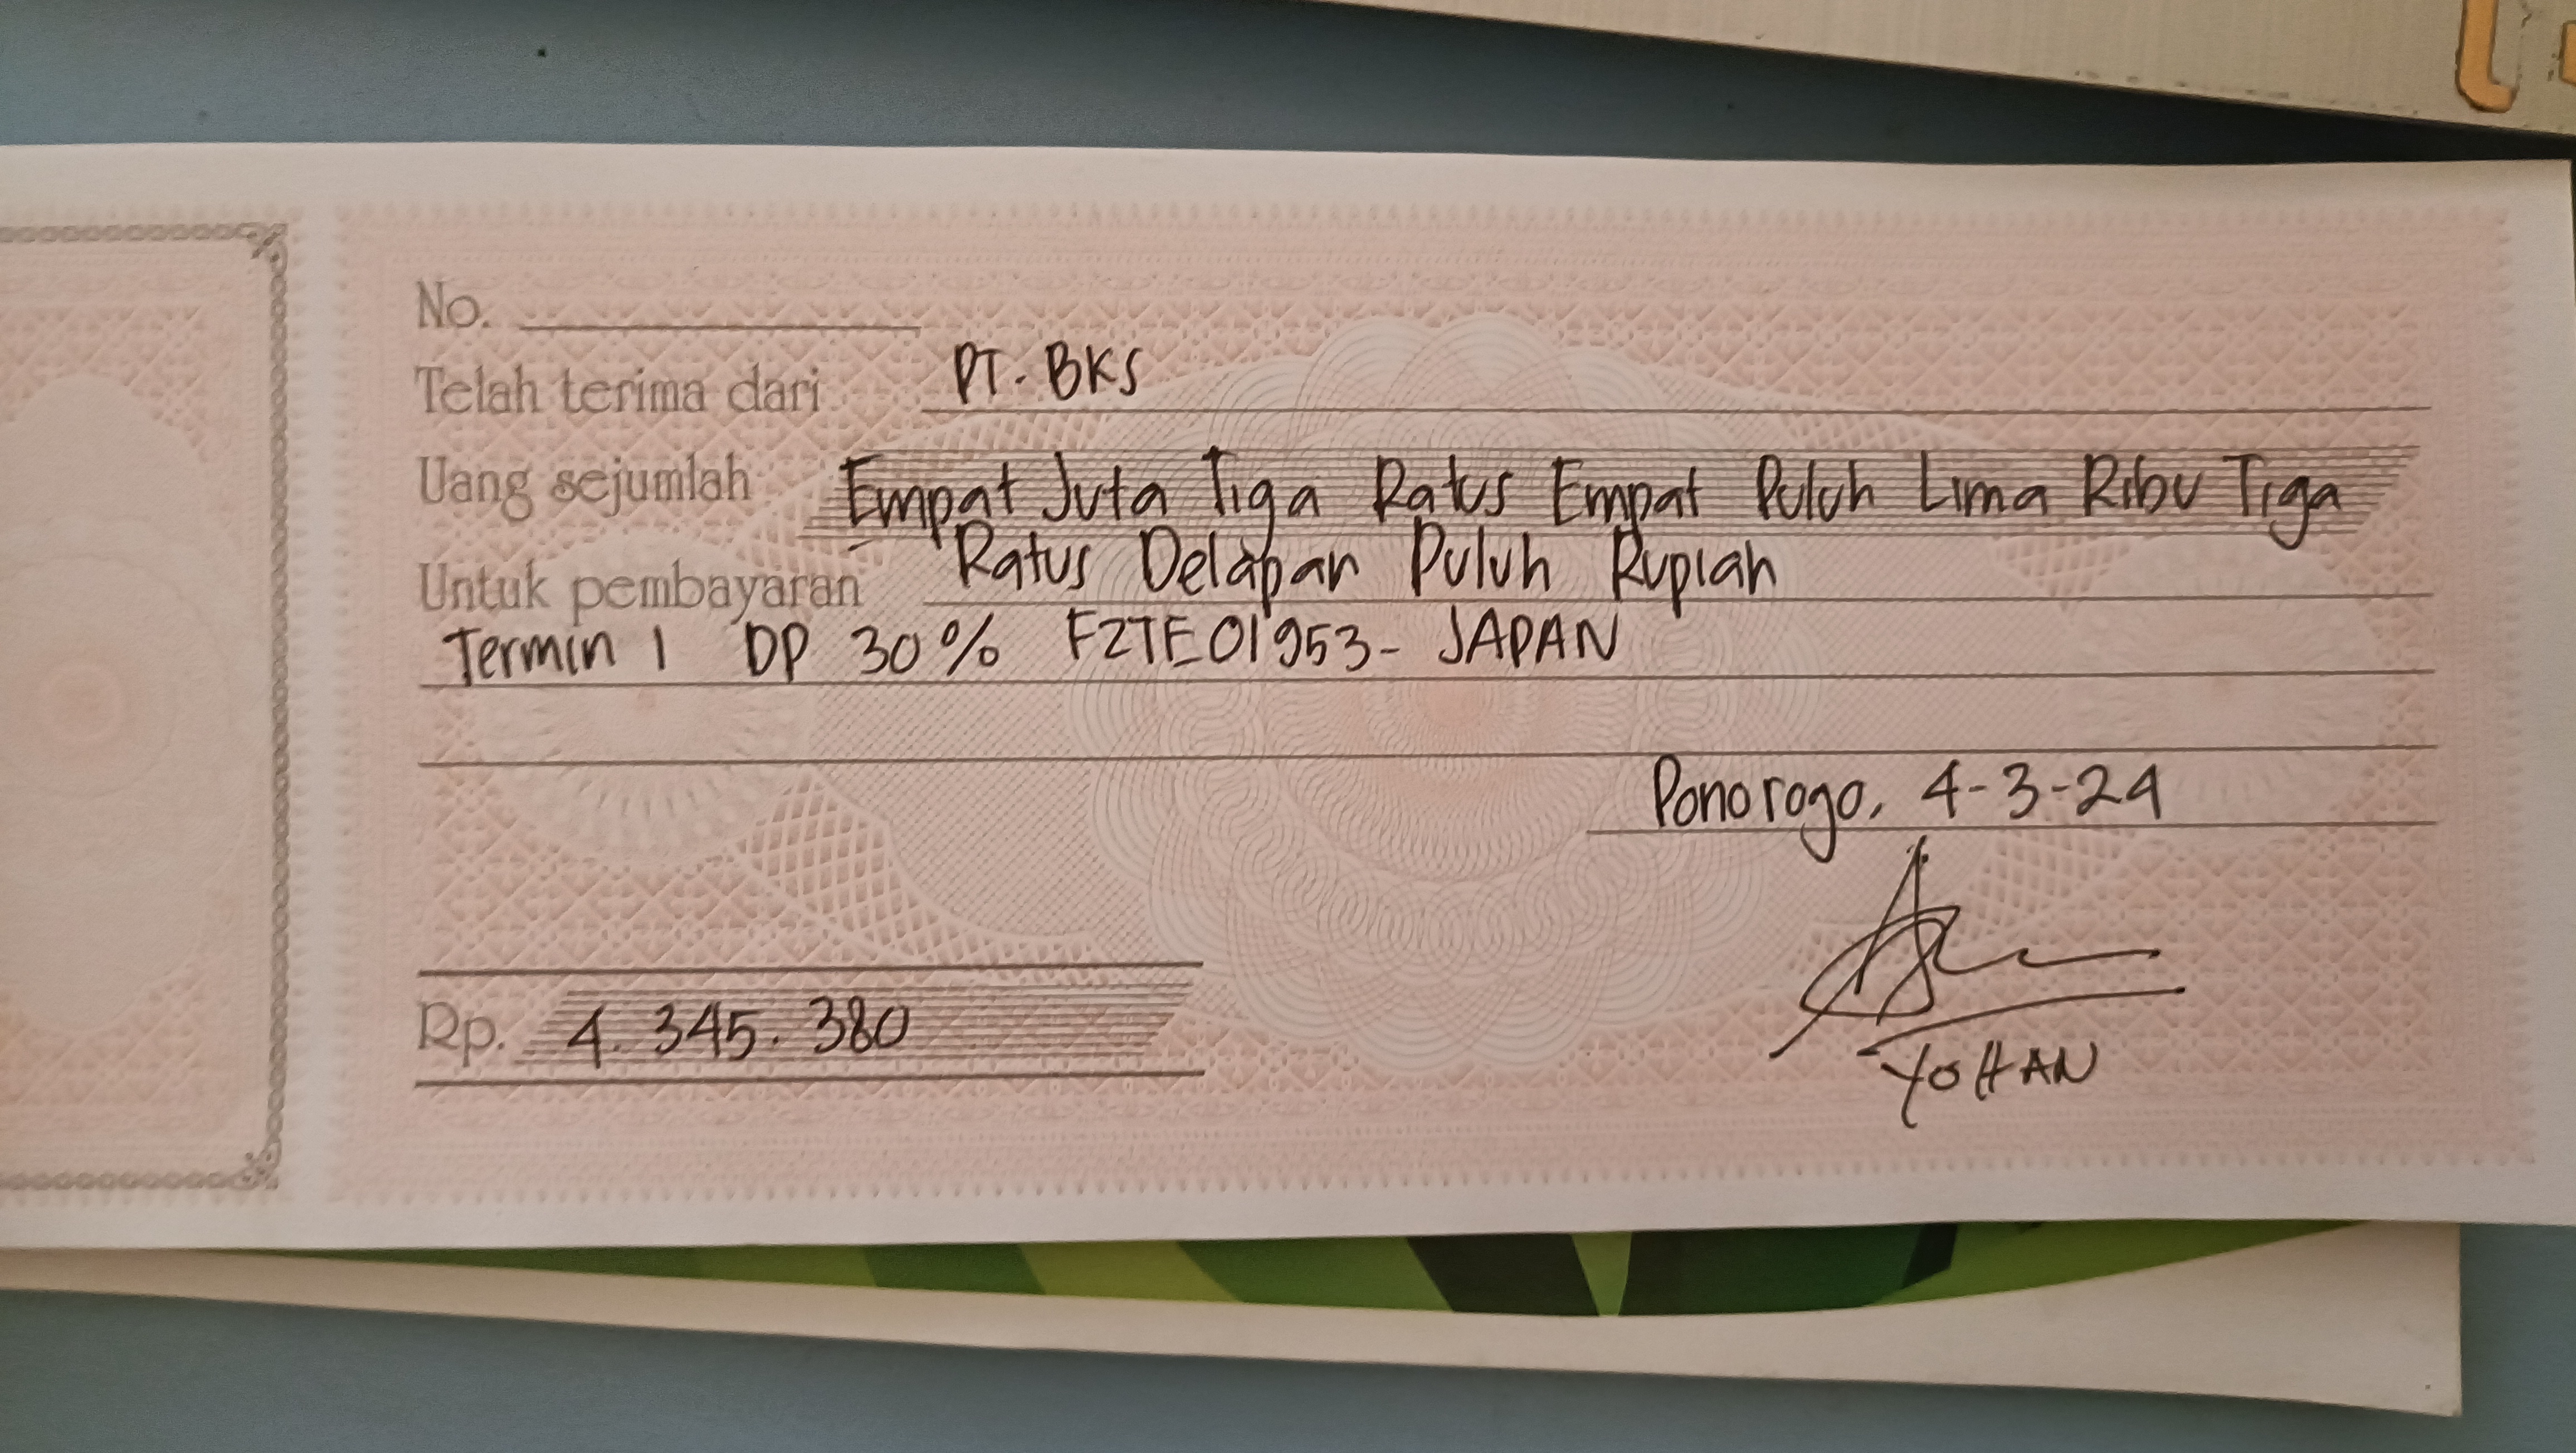 No.
Telah terima dari PT. BKS
Uang sejumlah Empat Juta Tiga Ratus Empat Puluh Lima Ribu Tiga
Ratus Delapan Puluh Rupiah
Untuk pembayaran
Termin 1 DP 30% F2TE01953- JAPAN
Ponorogo, 4-3-24
Rp. 4.345.380
YOHAN